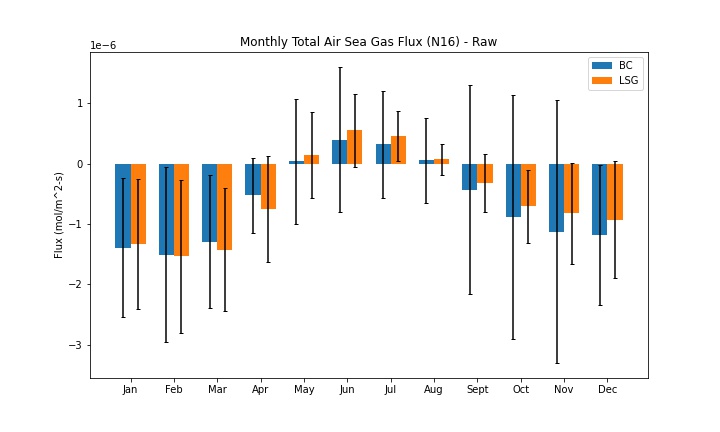 Monthly Total Air Sea Gas Flux (N16) - Raw
1e−6
BC
LSG
1
0
−1
−2
−3
Flux (mol/m^2-s)
Jan Feb Mar Apr May Jun Jul Aug Sept Oct Nov Dec